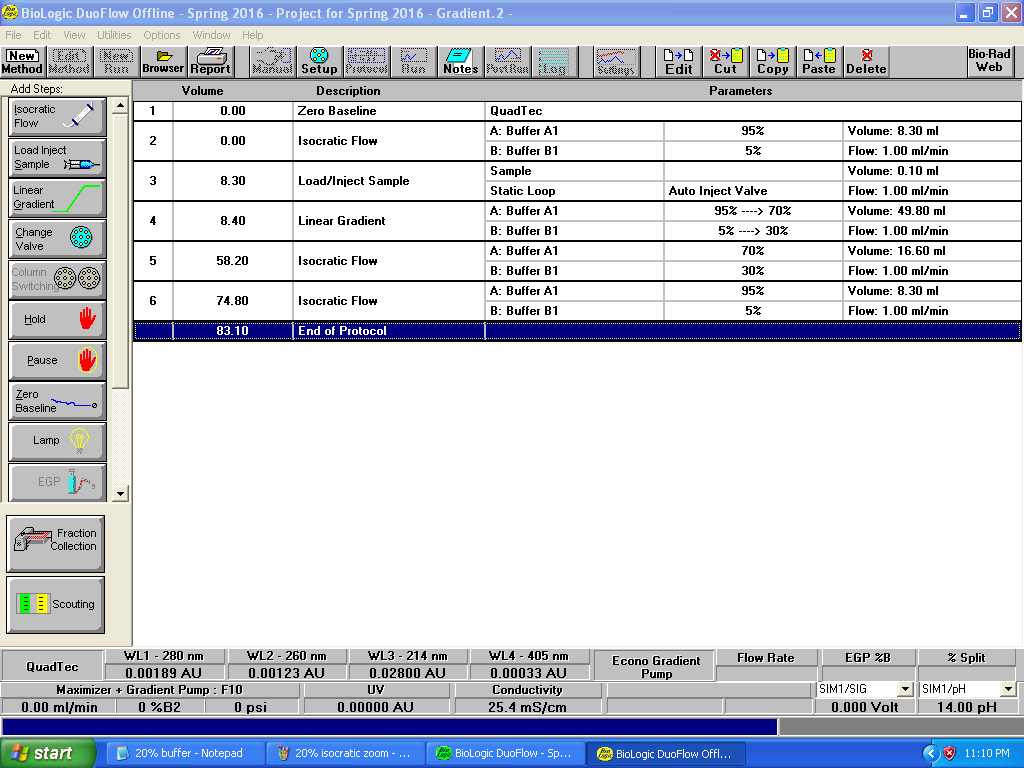 BioLogic DuoFlow Offline - Spring 2016 - Project for Spring 2016 - Gradient.2 -
File Edit View Utilities Options Window Help
New Method Edit Method New Run Browser Report Manual Setup Protocol Run Notes PostRun Log Settings Edit Cut Copy Paste Delete Bio-Rad Web
Add Steps:
Volume Description Parameters
Isocratic Flow
Load Inject Sample
Linear Gradient
Change Valve
Column Switching
Hold
Pause
Zero Baseline
Lamp
EGP
Fraction Collection
Scouting
1 0.00 Zero Baseline QuadTec
2 0.00 Isocratic Flow A: Buffer A1 95% Volume: 8.30 ml
B: Buffer B1 5% Flow: 1.00 ml/min
3 8.30 Load/Inject Sample Sample Volume: 0.10 ml
Static Loop Auto Inject Valve Flow: 1.00 ml/min
4 8.40 Linear Gradient A: Buffer A1 95% ----> 70% Volume: 49.80 ml
B: Buffer B1 5% ----> 30% Flow: 1.00 ml/min
5 58.20 Isocratic Flow A: Buffer A1 70% Volume: 16.60 ml
B: Buffer B1 30% Flow: 1.00 ml/min
6 74.80 Isocratic Flow A: Buffer A1 95% Volume: 8.30 ml
B: Buffer B1 5% Flow: 1.00 ml/min
83.10 End of Protocol
QuadTec WL1 - 280 nm WL2 - 260 nm WL3 - 214 nm WL4 - 405 nm Econo Gradient Pump Flow Rate EGP %B % Split
0.00189 AU 0.00123 AU 0.02800 AU 0.00033 AU
Maximizer + Gradient Pump : F10 UV Conductivity SIM1/SIG SIM1/pH
0.00 ml/min 0 %B2 0 psi 0.00000 AU 25.4 mS/cm 0.000 Volt 14.00 pH
start 20% buffer - Notepad 20% isocratic zoom - ... BioLogic DuoFlow - Sp... BioLogic DuoFlow Offl... 11:10 PM